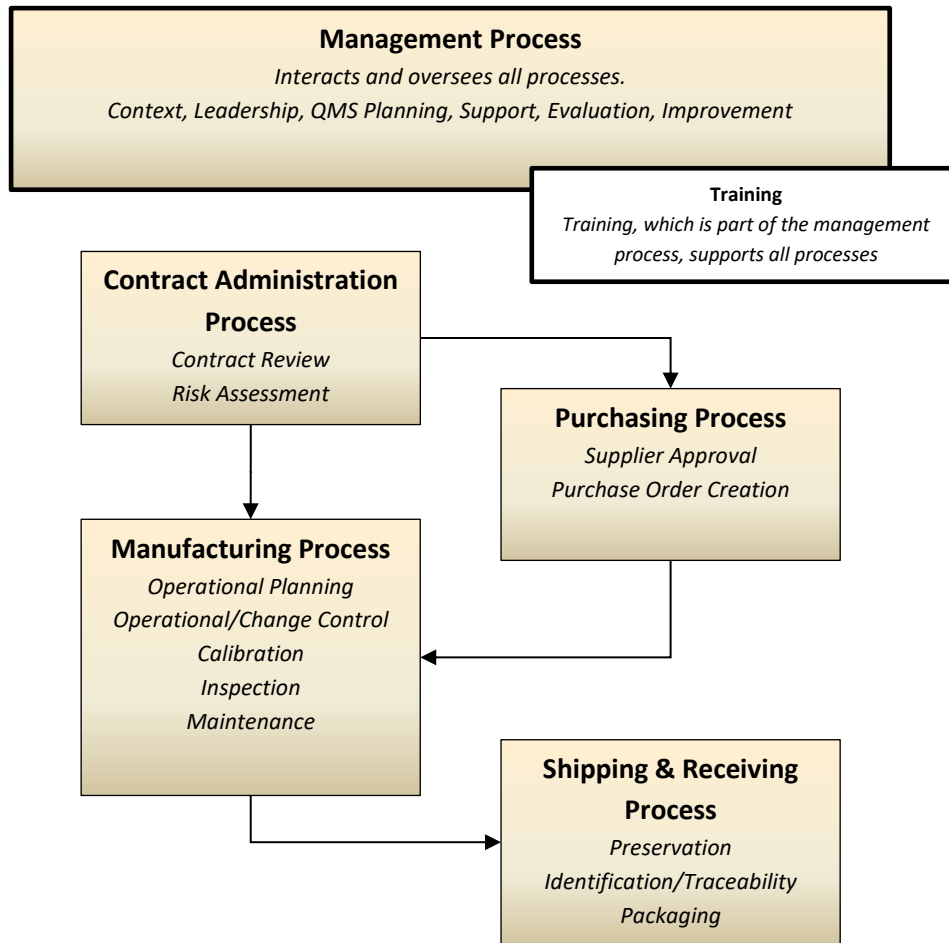 Management Process
Interacts and oversees all processes.
Context, Leadership, QMS Planning, Support, Evaluation, Improvement
Training
Training, which is part of the management
process, supports all processes
Contract Administration
Process
Contract Review
Risk Assessment
Purchasing Process
Supplier Approval
Purchase Order Creation
Manufacturing Process
Operational Planning
Operational/Change Control
Calibration
Inspection
Maintenance
Shipping & Receiving
Process
Preservation
Identification/Traceability
Packaging